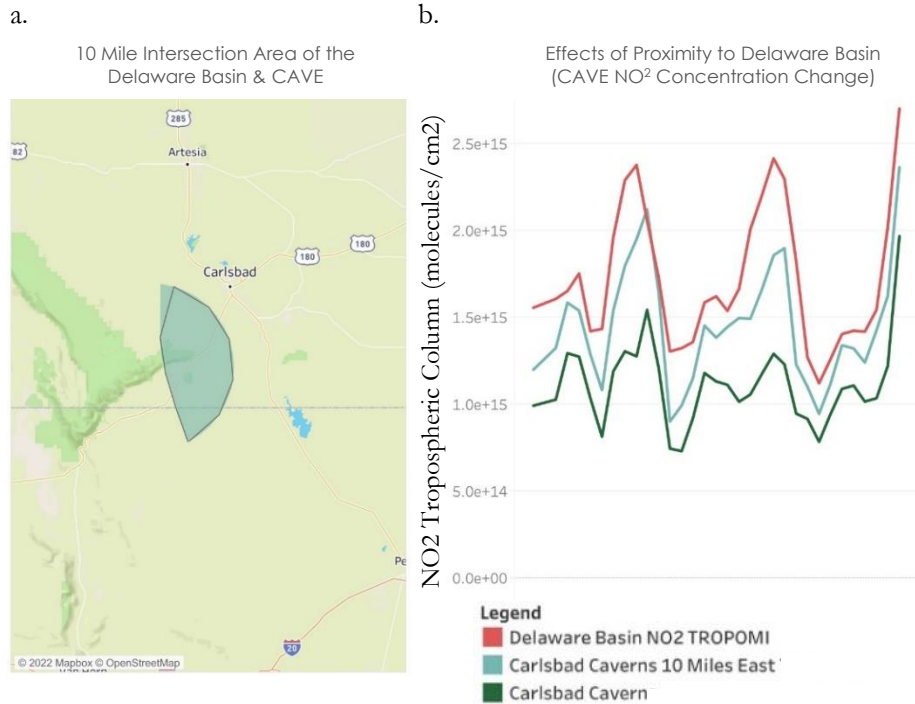 a.
10 Mile Intersection Area of the
Delaware Basin & CAVE
285
82
Artesia
180
180
Carlsbad
Pe
20
© 2022 Mapbox © OpenStreetMap
b.
Effects of Proximity to Delaware Basin
(CAVE NO² Concentration Change)
NO2 Tropospheric Column (molecules/cm2)
2.5e+15
2.0e+15
1.5e+15
1.0e+15
5.0e+14
0.0e+00
Legend
Delaware Basin NO2 TROPOMI
Carlsbad Caverns 10 Miles East
Carlsbad Cavern